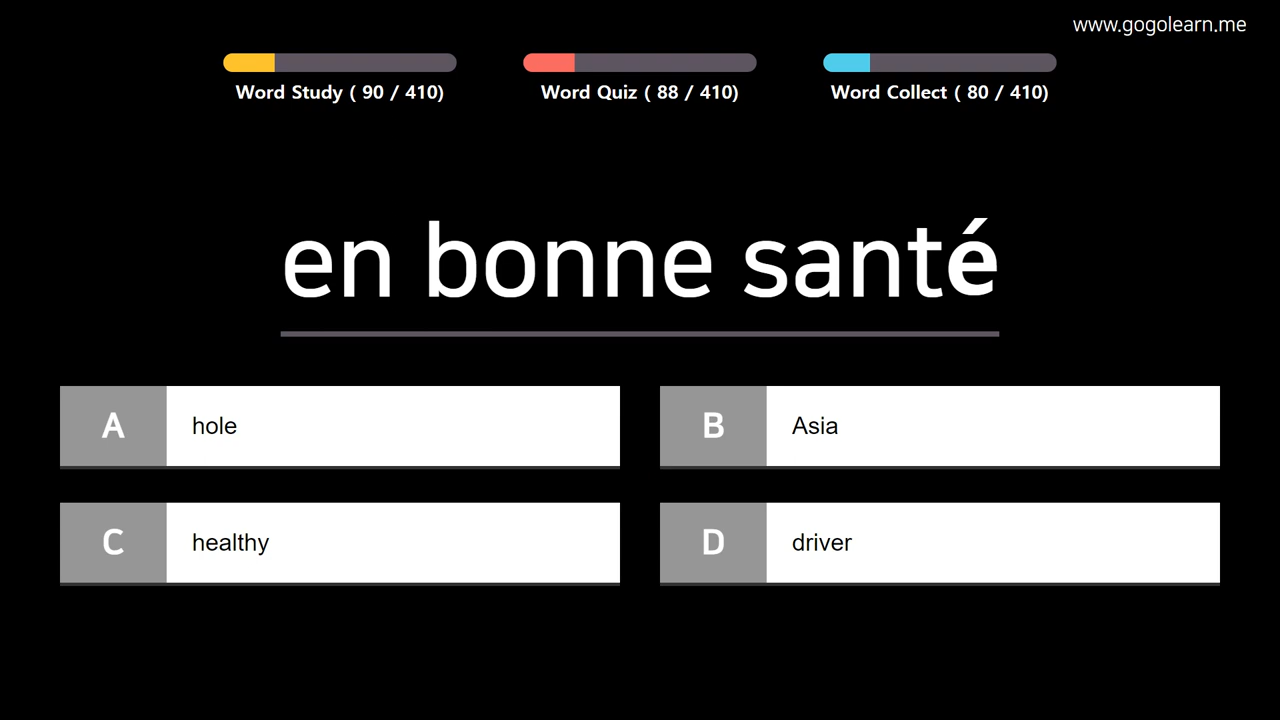 www.gogolearn.me
Word Study ( 90 / 410)
Word Quiz ( 88 / 410)
Word Collect ( 80 / 410)
en bonne santé
A hole
B Asia
C healthy
D driver